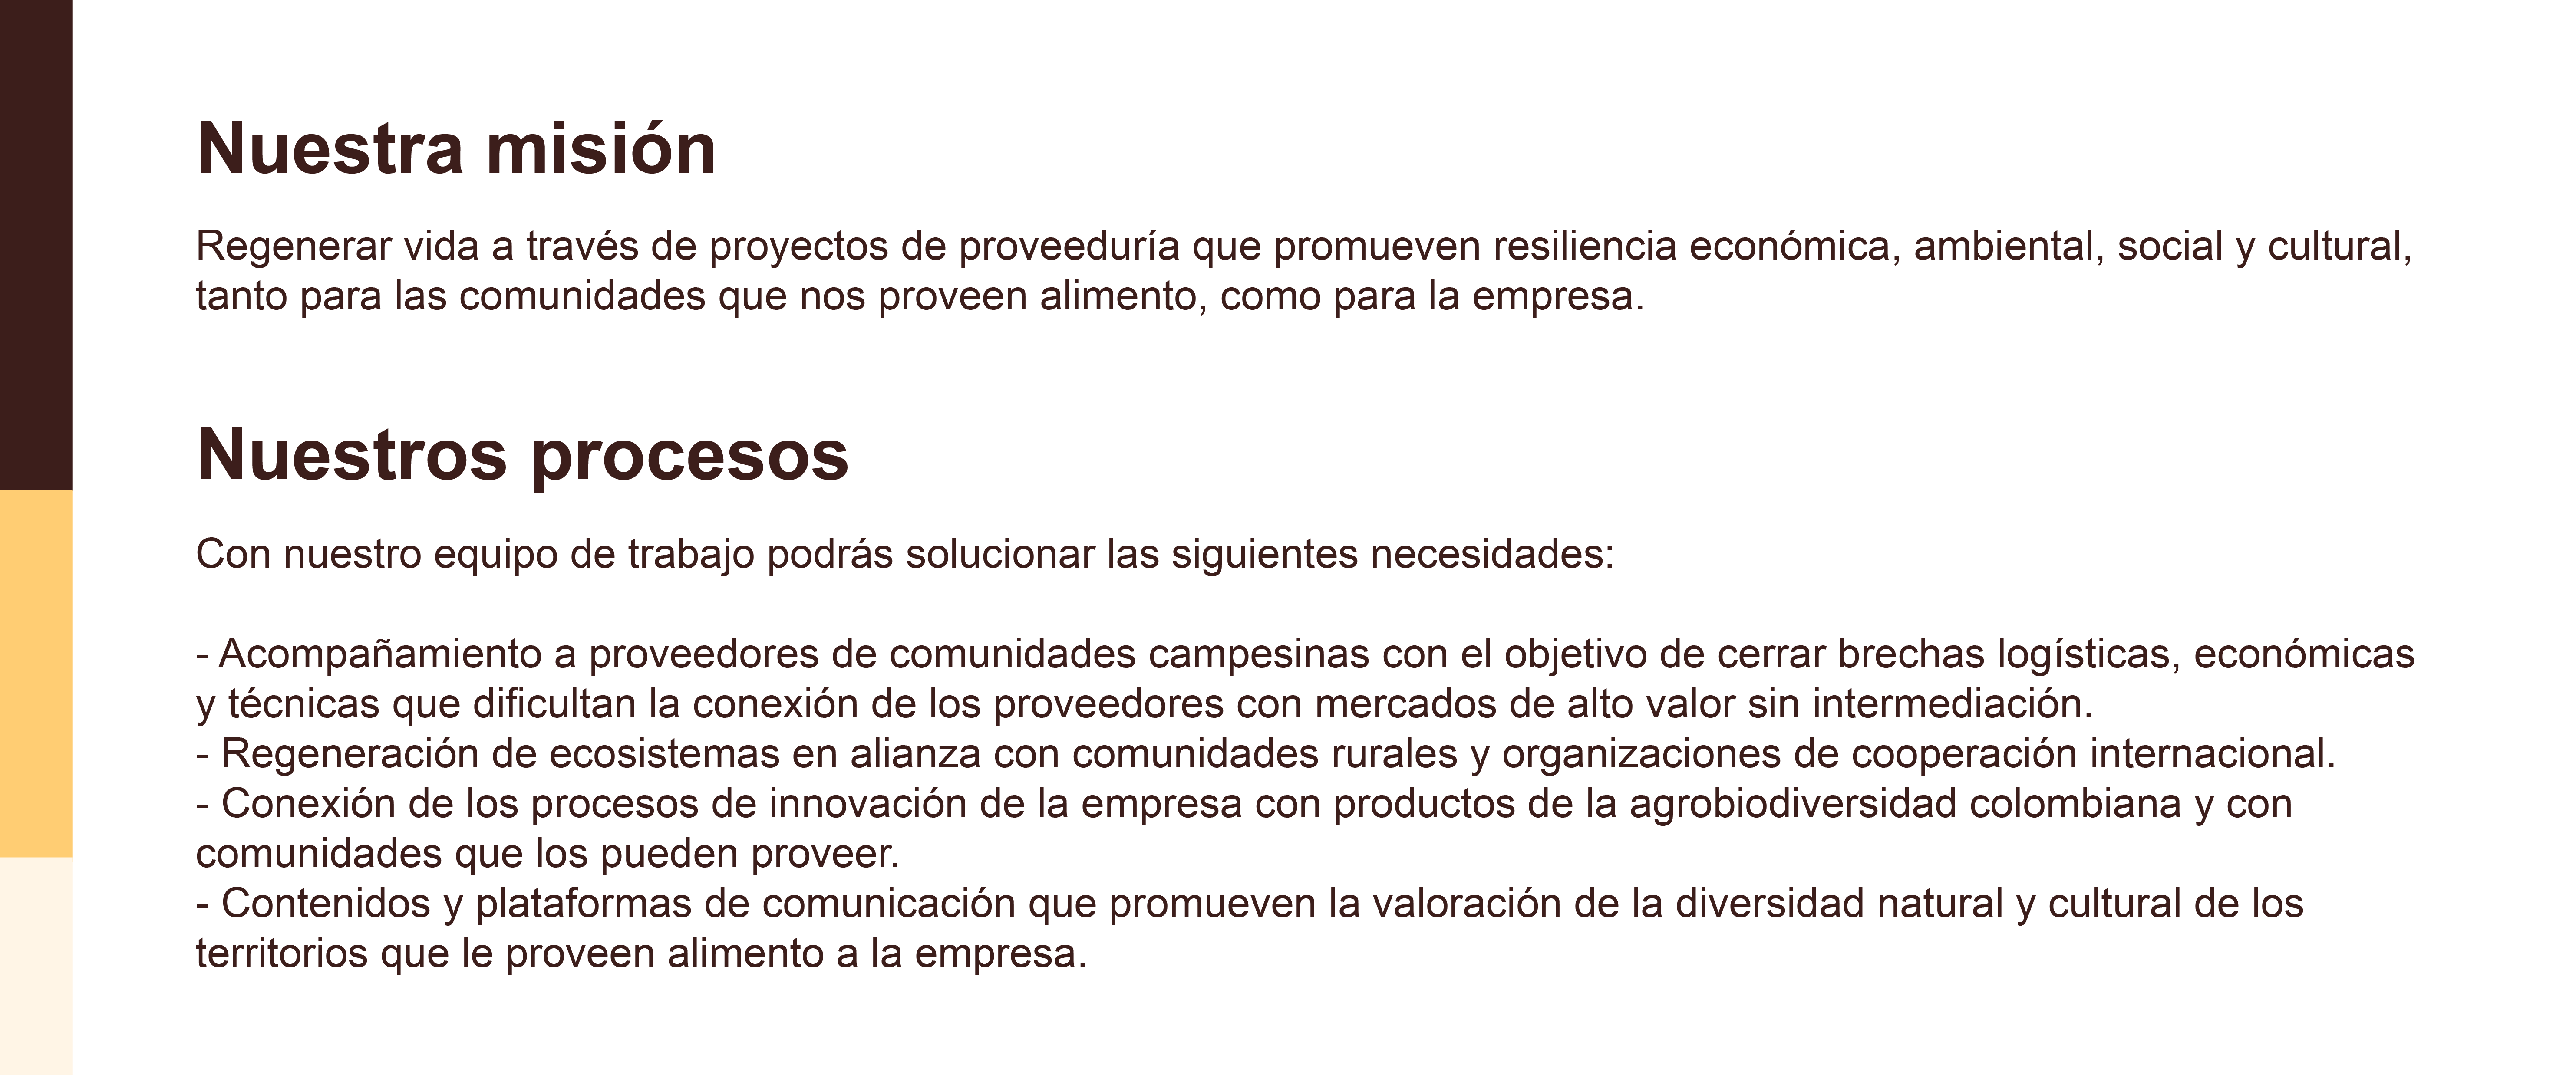 Nuestra misión
Regenerar vida a través de proyectos de proveeduría que promueven resiliencia económica, ambiental, social y cultural,
tanto para las comunidades que nos proveen alimento, como para la empresa.
Nuestros procesos
Con nuestro equipo de trabajo podrás solucionar las siguientes necesidades:
- Acompañamiento a proveedores de comunidades campesinas con el objetivo de cerrar brechas logísticas, económicas
y técnicas que dificultan la conexión de los proveedores con mercados de alto valor sin intermediación.
- Regeneración de ecosistemas en alianza con comunidades rurales y organizaciones de cooperación internacional.
- Conexión de los procesos de innovación de la empresa con productos de la agrobiodiversidad colombiana y con
comunidades que los pueden proveer.
- Contenidos y plataformas de comunicación que promueven la valoración de la diversidad natural y cultural de los
territorios que le proveen alimento a la empresa.